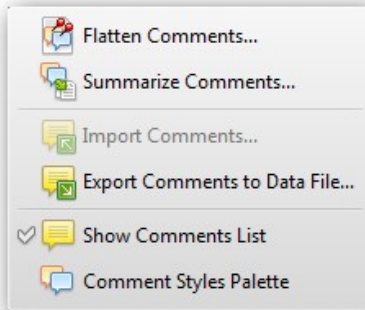 Flatten Comments...
Summarize Comments...
Import Comments...
Export Comments to Data File...
Show Comments List
Comment Styles Palette